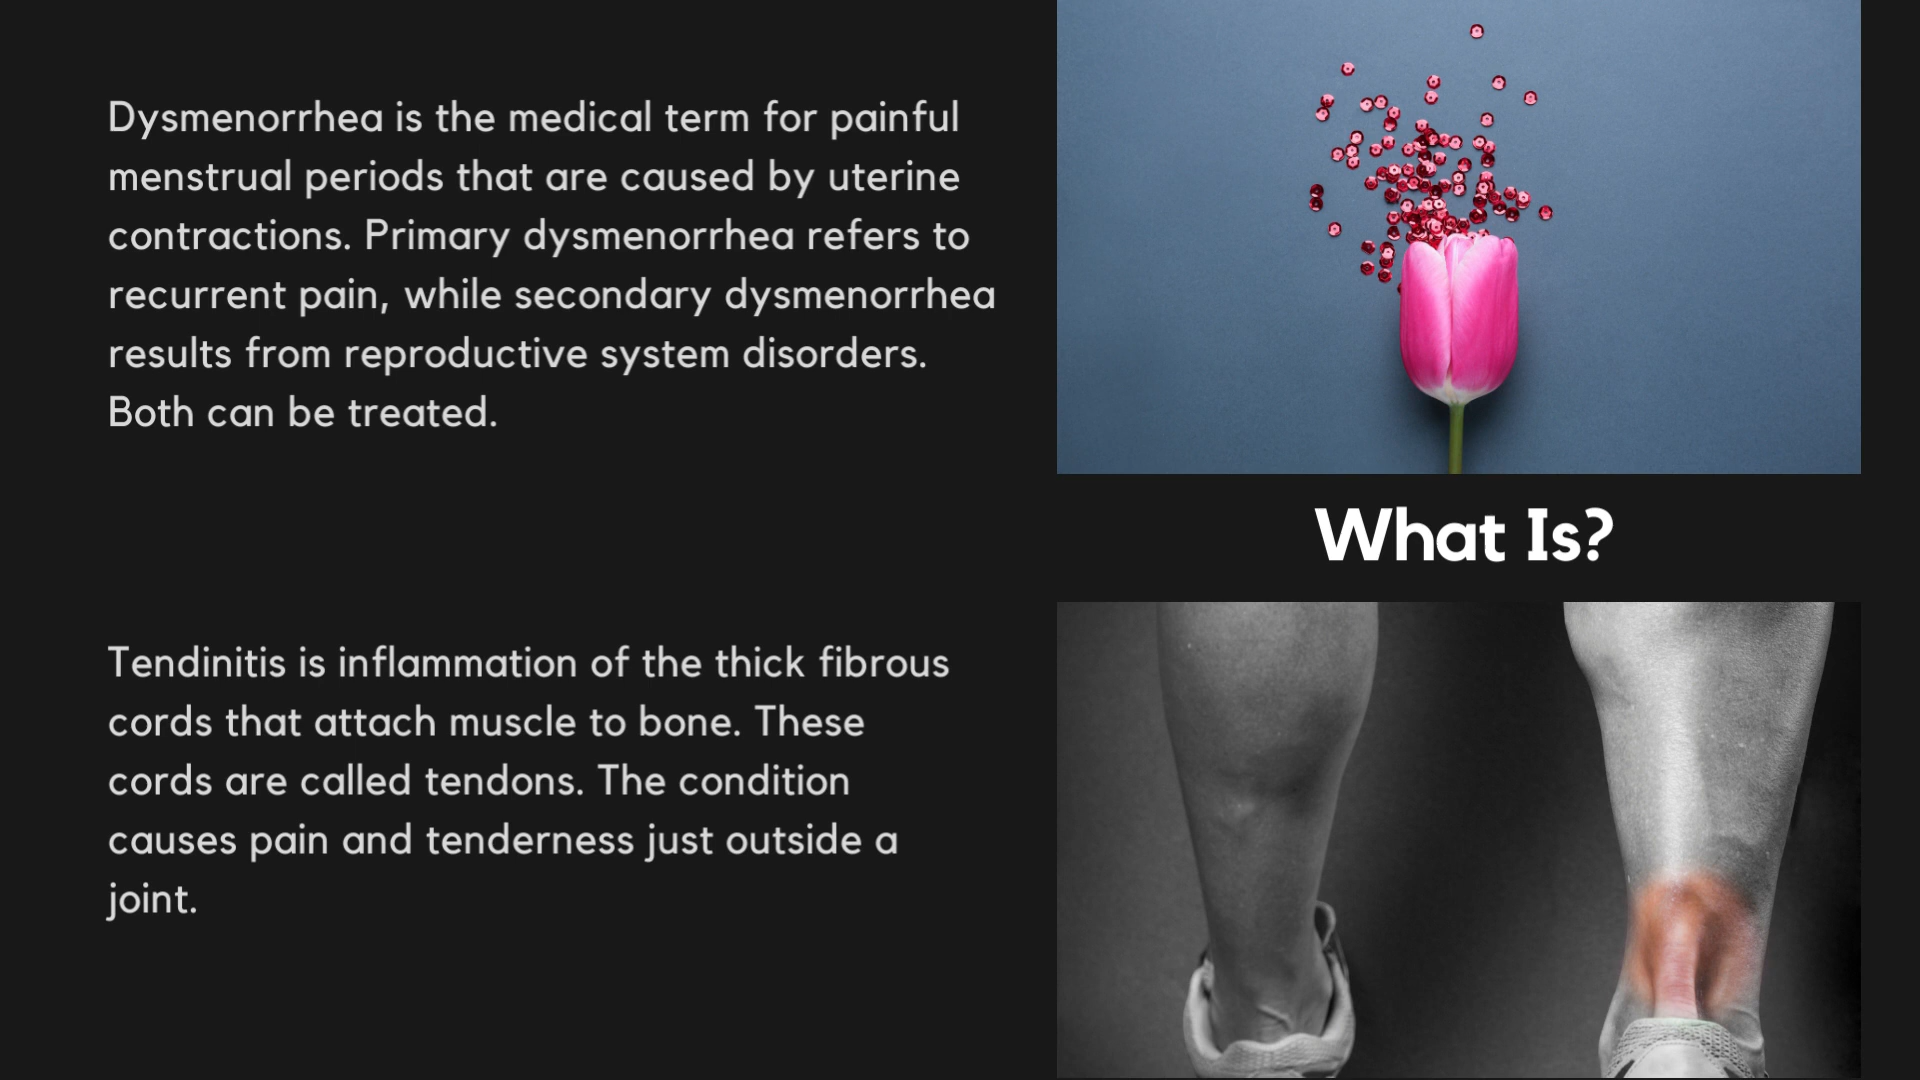 Dysmenorrhea is the medical term for painful
menstrual periods that are caused by uterine
contractions. Primary dysmenorrhea refers to
recurrent pain, while secondary dysmenorrhea
results from reproductive system disorders.
Both can be treated.
What Is?
Tendinitis is inflammation of the thick fibrous
cords that attach muscle to bone. These
cords are called tendons. The condition
causes pain and tenderness just outside a
joint.